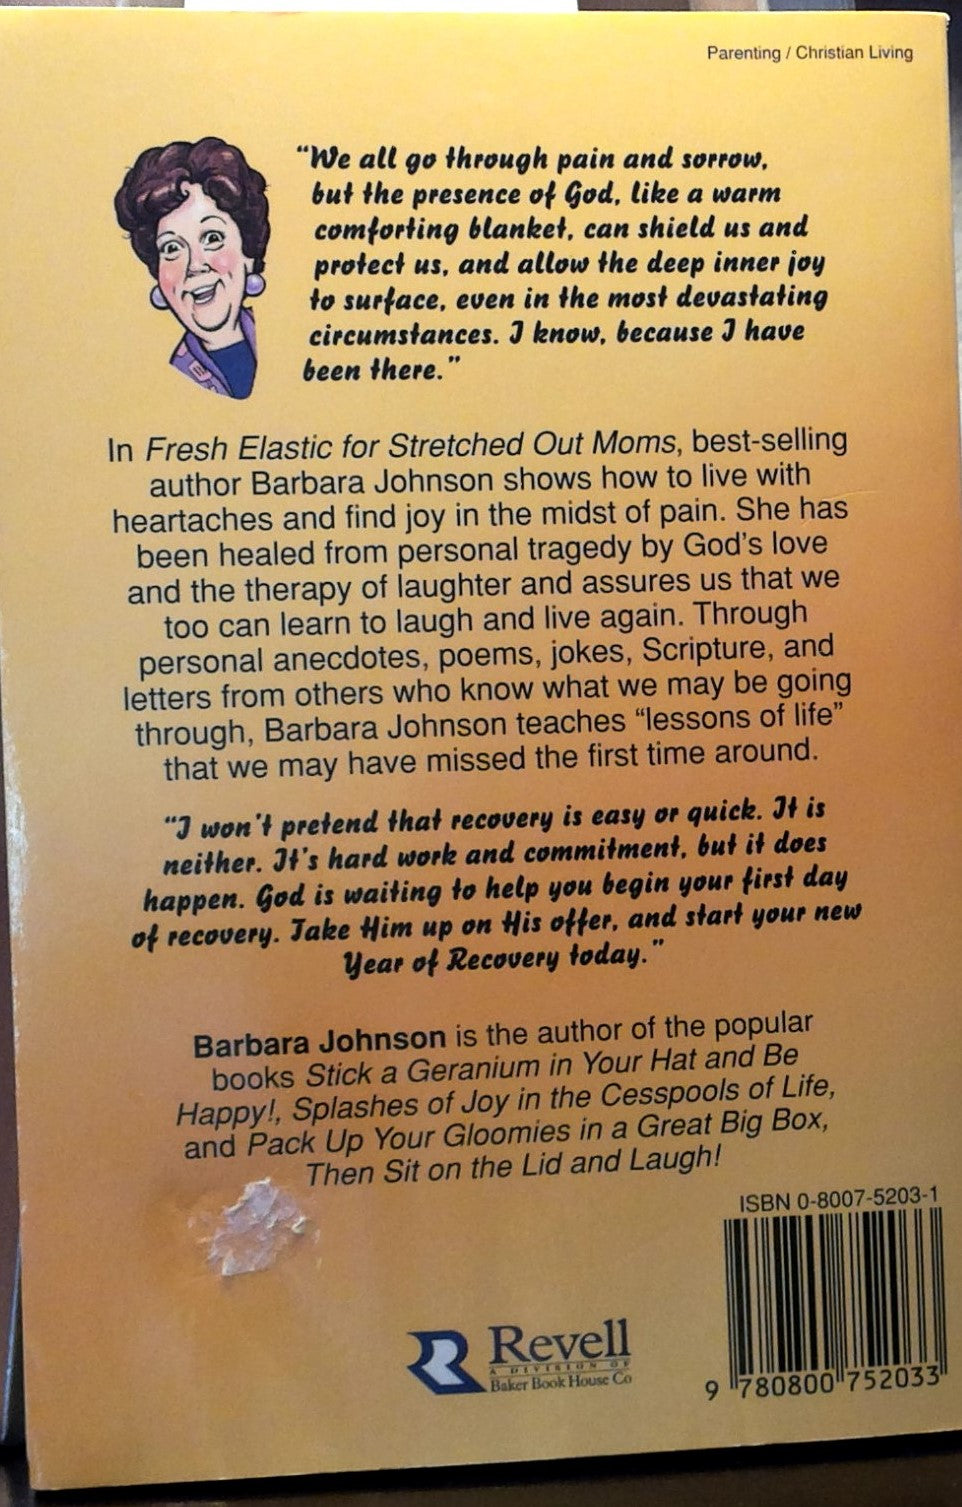 Parenting / Christian Living
“We all go through pain and sorrow,
but the presence of God, like a warm
comforting blanket, can shield us and
protect us, and allow the deep inner joy
to surface, even in the most devastating
circumstances. I know, because I have
been there.”
In Fresh Elastic for Stretched Out Moms, best-selling
author Barbara Johnson shows how to live with
heartaches and find joy in the midst of pain. She has
been healed from personal tragedy by God’s love
and the therapy of laughter and assures us that we
too can learn to laugh and live again. Through
personal anecdotes, poems, jokes, Scripture, and
letters from others who know what we may be going
through, Barbara Johnson teaches “lessons of life”
that we may have missed the first time around.
“I won’t pretend that recovery is easy or quick. It is
neither. It’s hard work and commitment, but it does
happen. God is waiting to help you begin your first day
of recovery. Take Him up on His offer, and start your new
Year of Recovery today.”
Barbara Johnson is the author of the popular
books Stick a Geranium in Your Hat and Be
Happy!, Splashes of Joy in the Cesspools of Life,
and Pack Up Your Gloomies in a Great Big Box,
Then Sit on the Lid and Laugh!
ISBN 0-8007-5203-1
Revell
A DIVISION OF
Baker Book House Co
9 780800 752033